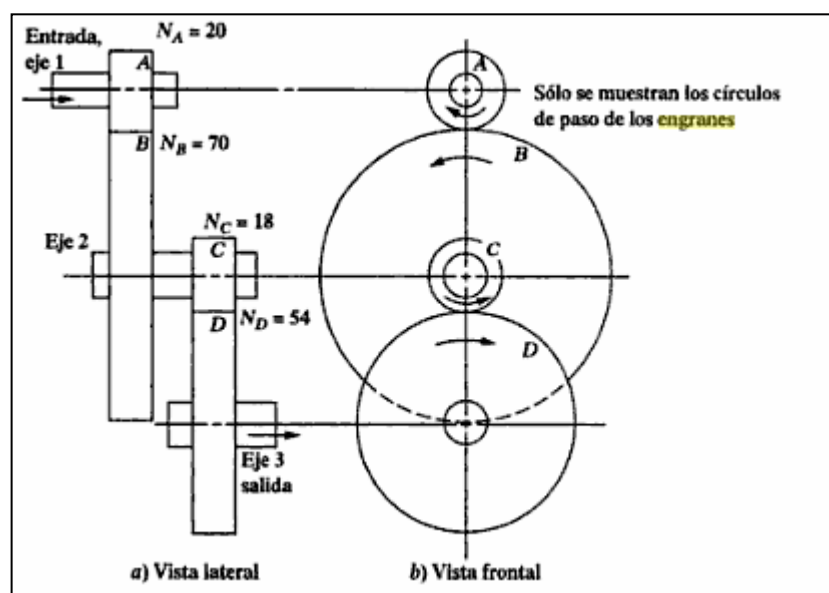 Entrada,
eje 1
N_A = 20
A
A
Sólo se muestran los círculos
de paso de los engranes
B
N_B = 70
B
N_C = 18
Eje 2
C
C
D
N_D = 54
D
Eje 3
salida
a) Vista lateral
b) Vista frontal